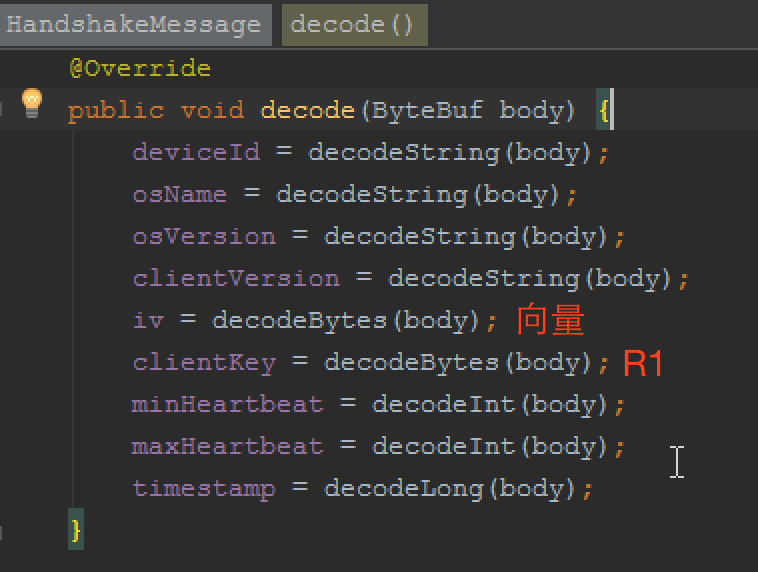 HandshakeMessage decode()
@Override
public void decode(ByteBuf body) {
deviceId = decodeString(body);
osName = decodeString(body);
osVersion = decodeString(body);
clientVersion = decodeString(body);
iv = decodeBytes(body); 向量
clientKey = decodeBytes(body); R1
minHeartbeat = decodeInt(body);
maxHeartbeat = decodeInt(body);
timestamp = decodeLong(body);
}